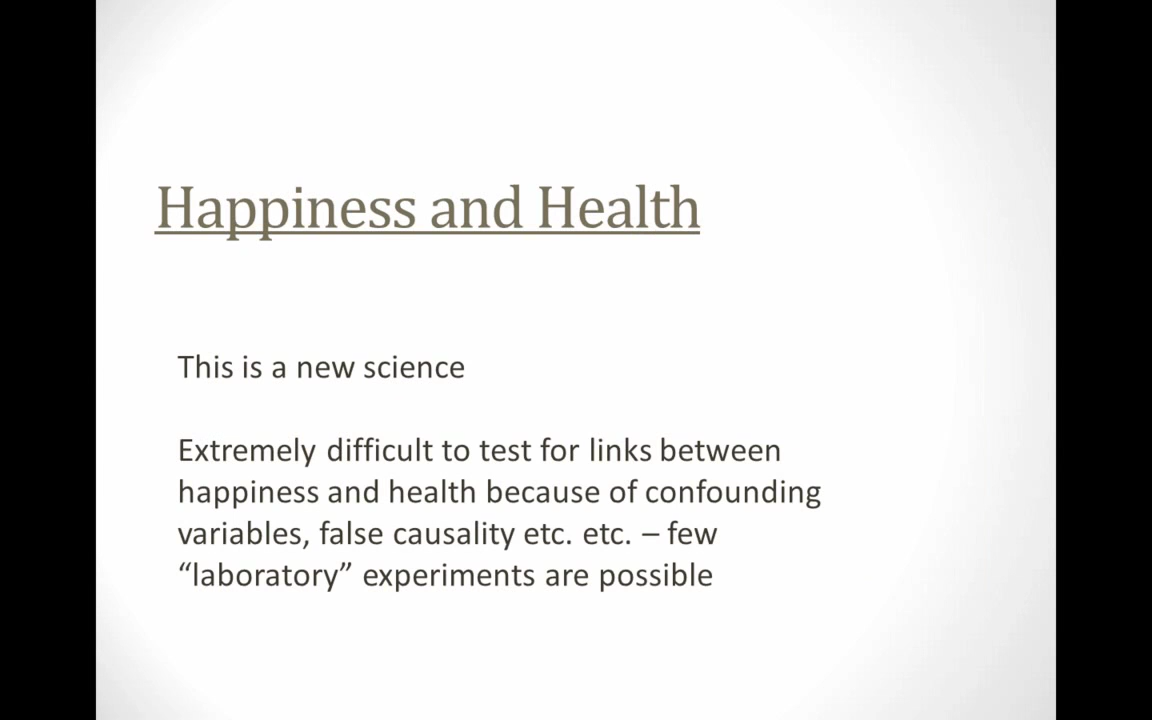 Happiness and Health
This is a new science
Extremely difficult to test for links between
happiness and health because of confounding
variables, false causality etc. etc. – few
“laboratory” experiments are possible